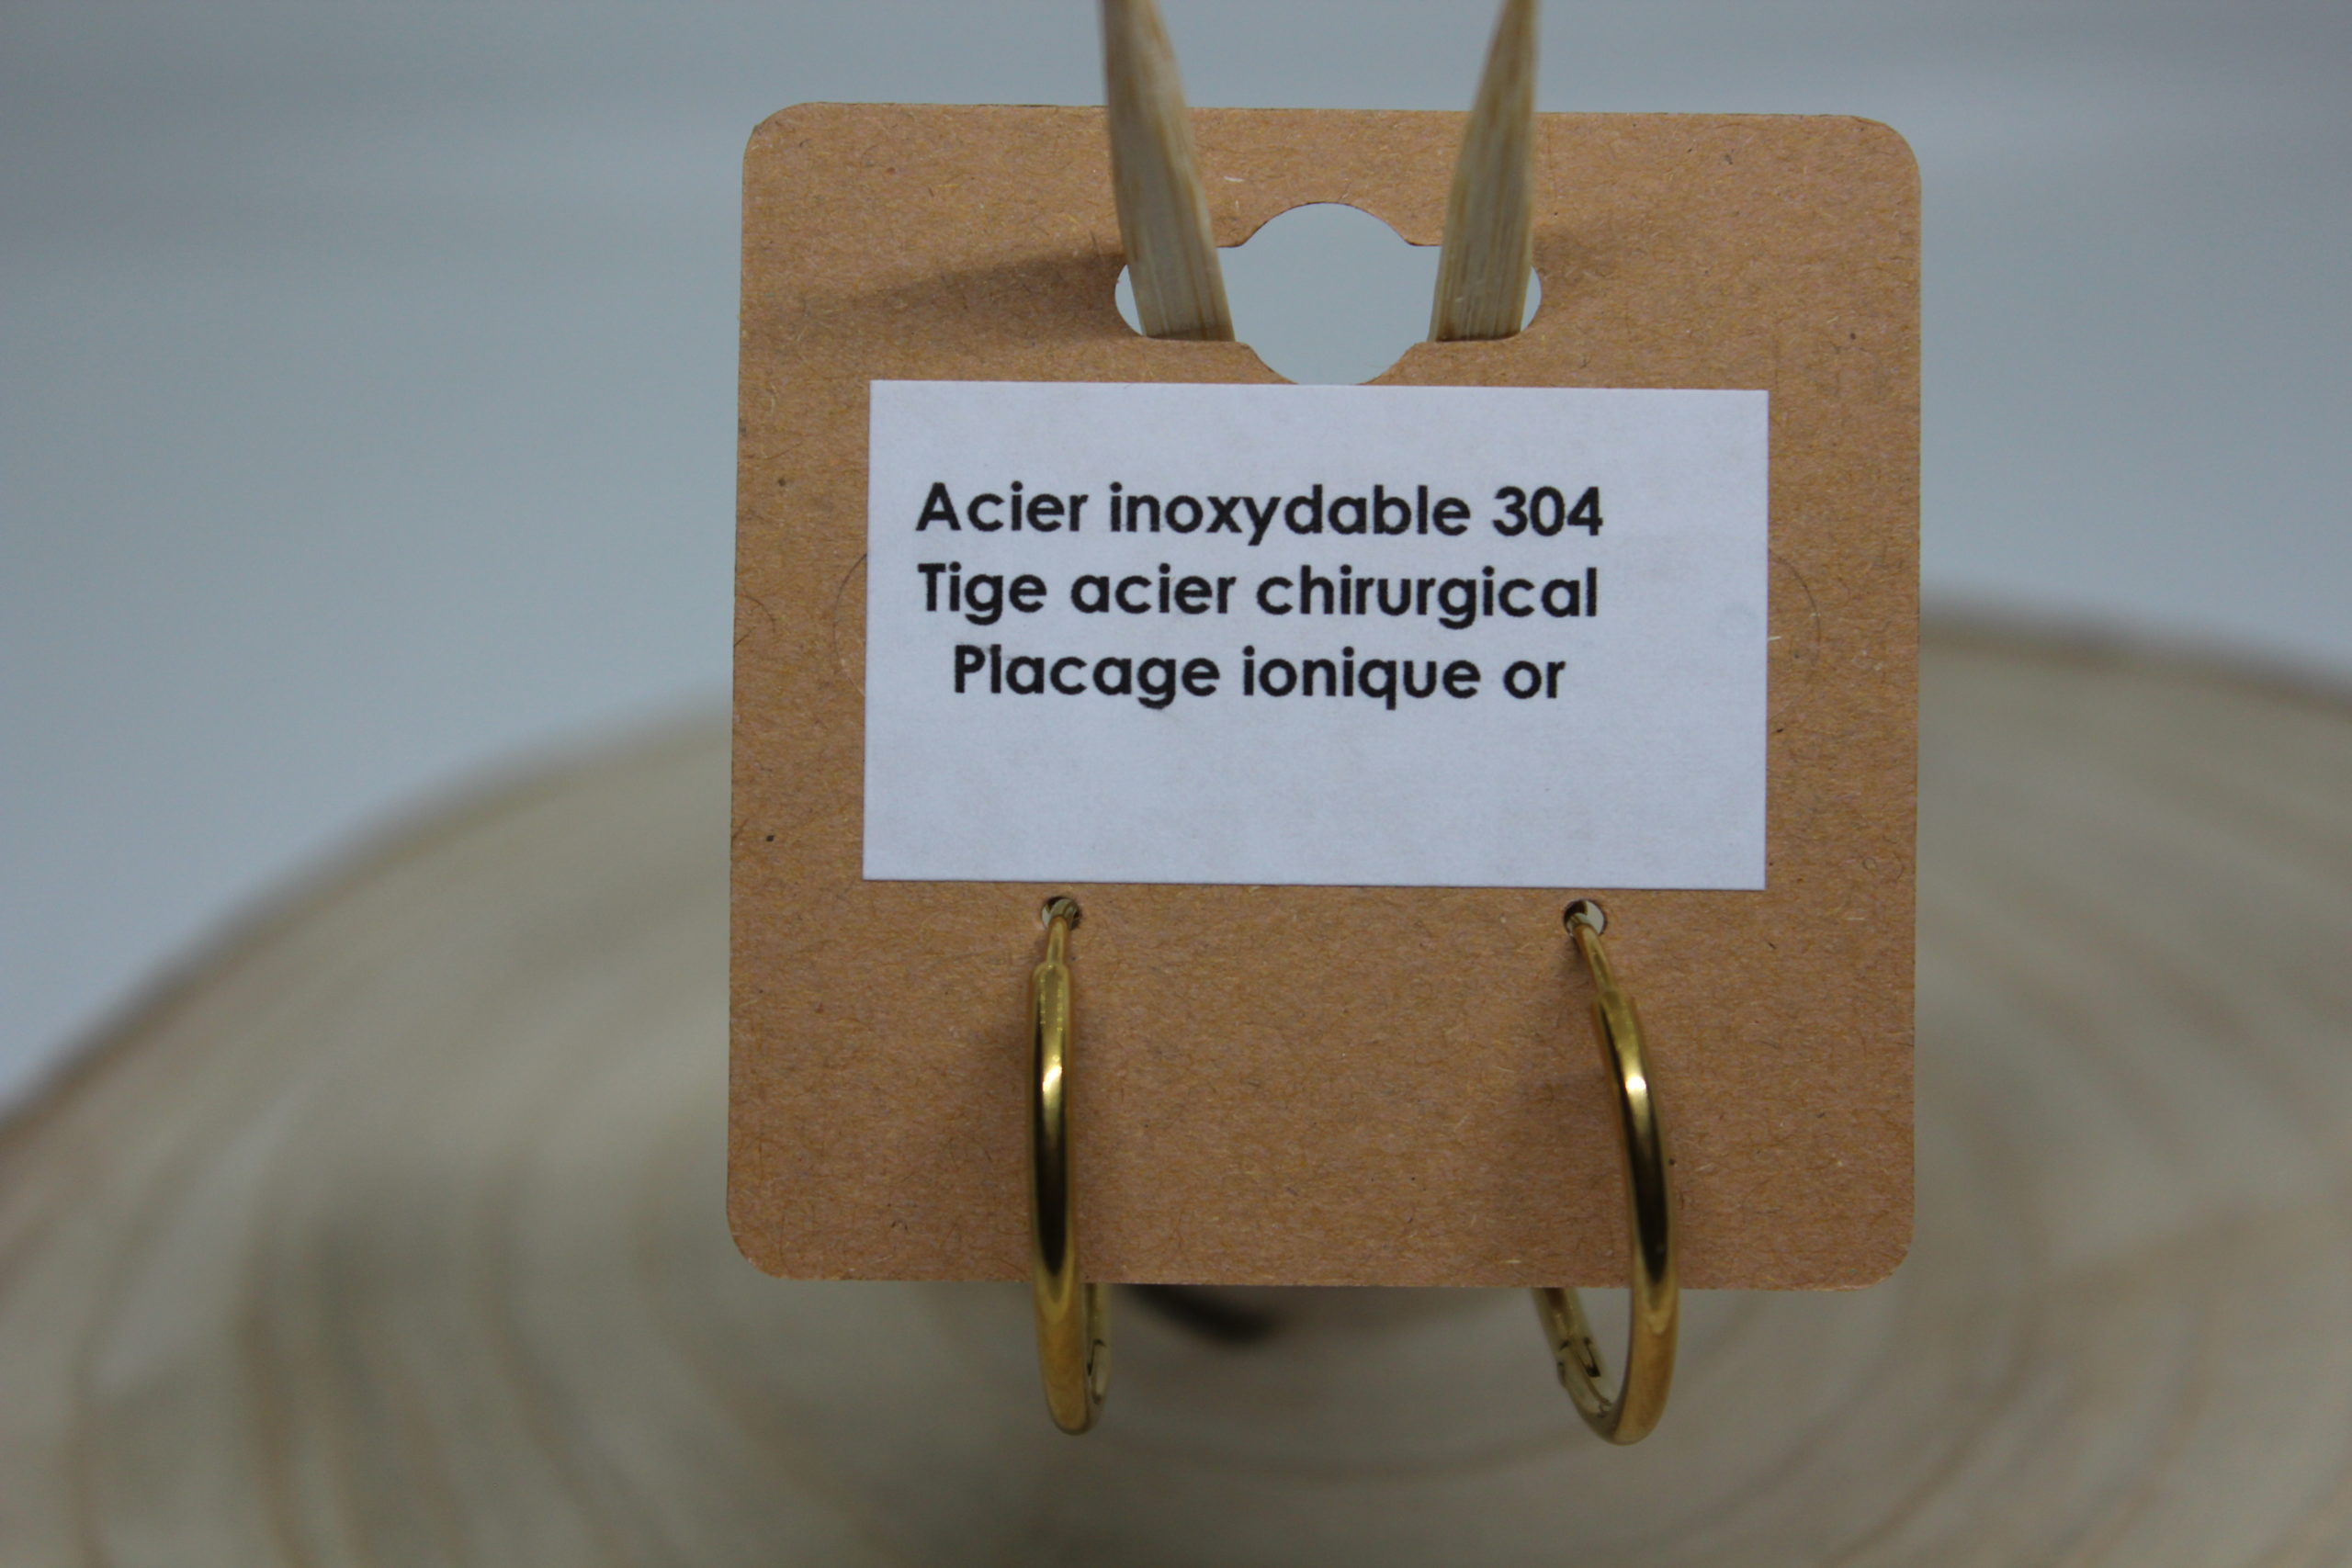 Acier inoxydable 304
Tige acier chirurgical
Placage ionique or